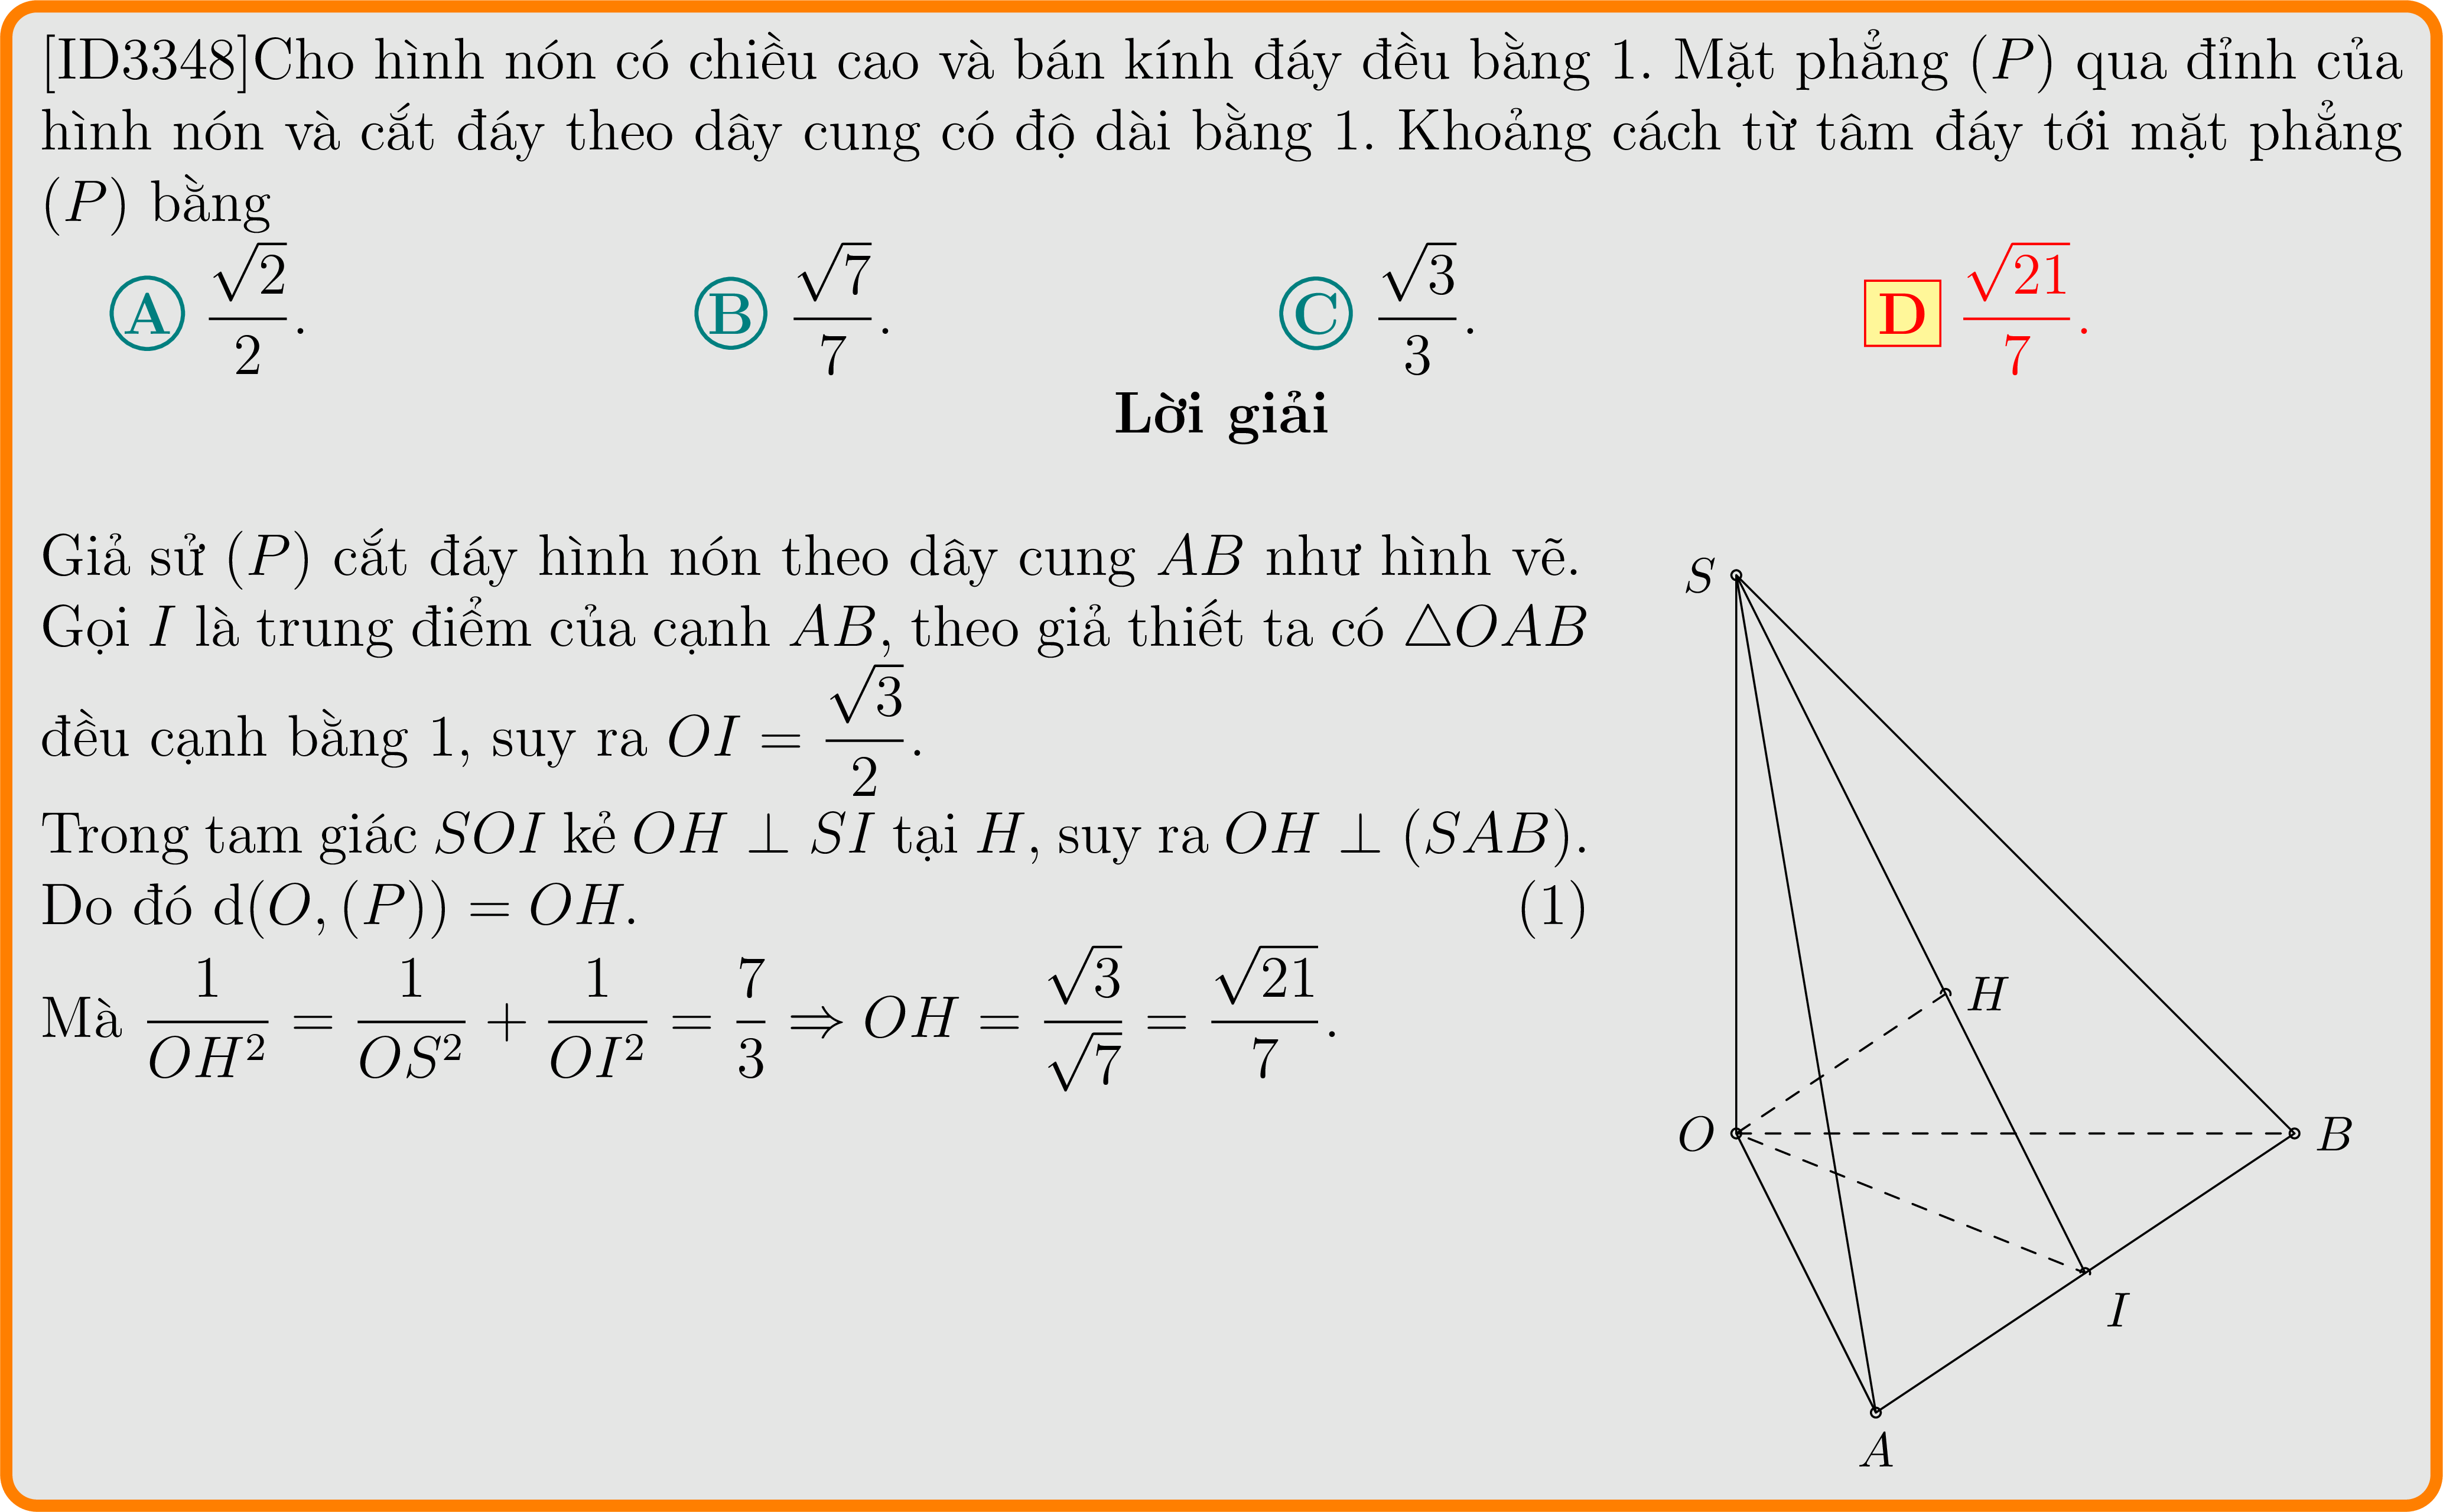 [ID3348]Cho hình nón có chiều cao và bán kính đáy đều bằng 1. Mặt phẳng (P) qua đỉnh của
hình nón và cắt đáy theo dây cung có độ dài bằng 1. Khoảng cách từ tâm đáy tới mặt phẳng
(P) bằng
A $\frac{\sqrt{2}}{2}$. B $\frac{\sqrt{7}}{7}$. C $\frac{\sqrt{3}}{3}$. D $\frac{\sqrt{21}}{7}$.
Lời giải
Giả sử (P) cắt đáy hình nón theo dây cung AB như hình vẽ.
Gọi I là trung điểm của cạnh AB, theo giả thiết ta có △OAB
đều cạnh bằng 1, suy ra $OI = \frac{\sqrt{3}}{2}$.
Trong tam giác SOI kẻ OH ⊥ SI tại H, suy ra OH ⊥ (SAB).
Do đó d(O, (P)) = OH. (1)
Mà $\frac{1}{OH^2} = \frac{1}{OS^2} + \frac{1}{OI^2} = \frac{7}{3} \Rightarrow OH = \frac{\sqrt{3}}{\sqrt{7}} = \frac{\sqrt{21}}{7}$.
S
H
O
B
I
A